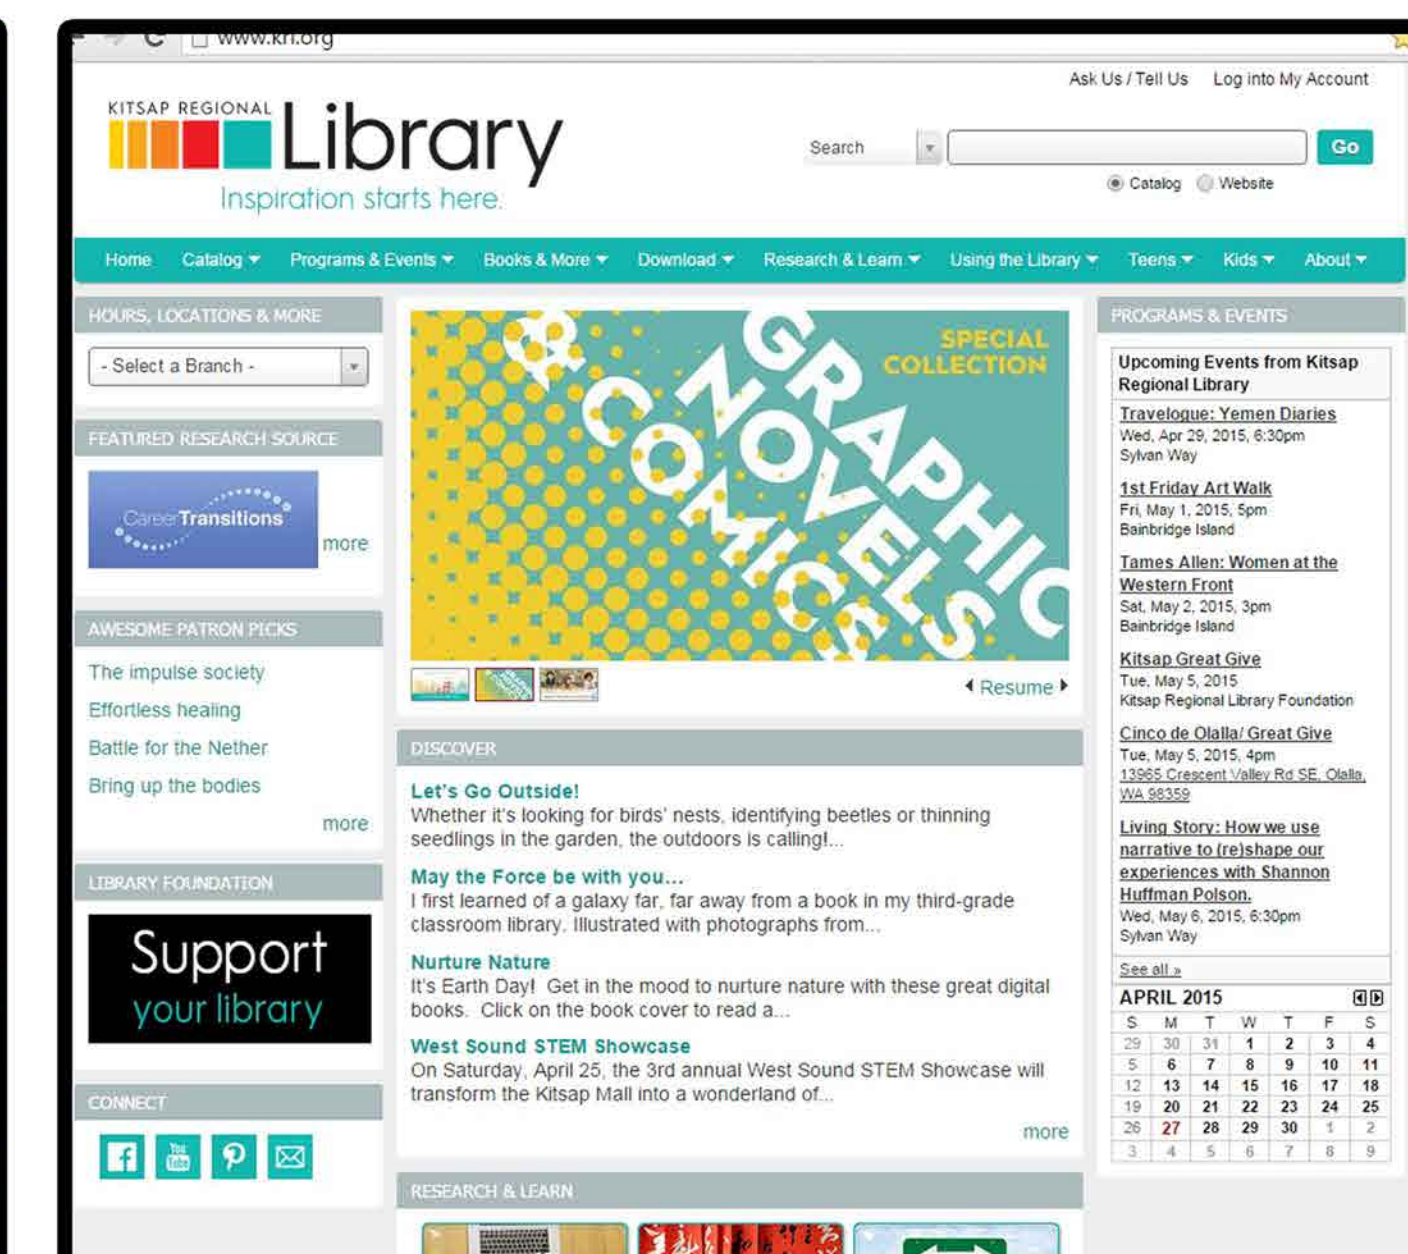 www.krl.org
Ask Us / Tell Us Log into My Account
KITSAP REGIONAL
Library
Inspiration starts here.
Search
Go
Catalog Website
Home Catalog Programs & Events Books & More Download Research & Learn Using the Library Teens Kids About
HOURS, LOCATIONS & MORE
- Select a Branch -
FEATURED RESEARCH SOURCE
CareerTransitions
more
AWESOME PATRON PICKS
The impulse society
Effortless healing
Battle for the Nether
Bring up the bodies
more
LIBRARY FOUNDATION
Support
your library
CONNECT
You
Tube
SPECIAL
COLLECTION
GRAPHIC
NOVELS
& COMICS
Resume
DISCOVER
Let's Go Outside!
Whether it's looking for birds' nests, identifying beetles or thinning
seedlings in the garden, the outdoors is calling!...
May the Force be with you...
I first learned of a galaxy far, far away from a book in my third-grade
classroom library. Illustrated with photographs from...
Nurture Nature
It's Earth Day! Get in the mood to nurture nature with these great digital
books. Click on the book cover to read a...
West Sound STEM Showcase
On Saturday, April 25, the 3rd annual West Sound STEM Showcase will
transform the Kitsap Mall into a wonderland of...
more
RESEARCH & LEARN
PROGRAMS & EVENTS
Upcoming Events from Kitsap
Regional Library
Travelogue: Yemen Diaries
Wed, Apr 29, 2015, 6:30pm
Sylvan Way
1st Friday Art Walk
Fri, May 1, 2015, 5pm
Bainbridge Island
Tames Allen: Women at the
Western Front
Sat, May 2, 2015, 3pm
Bainbridge Island
Kitsap Great Give
Tue, May 5, 2015
Kitsap Regional Library Foundation
Cinco de Olalla/ Great Give
Tue, May 5, 2015, 4pm
13965 Crescent Valley Rd SE, Olalla,
WA 98359
Living Story: How we use
narrative to (re)shape our
experiences with Shannon
Huffman Polson.
Wed, May 6, 2015, 6:30pm
Sylvan Way
See all »
APRIL 2015
S M T W T F S
29 30 31 1 2 3 4
5 6 7 8 9 10 11
12 13 14 15 16 17 18
19 20 21 22 23 24 25
26 27 28 29 30 1 2
3 4 5 6 7 8 9